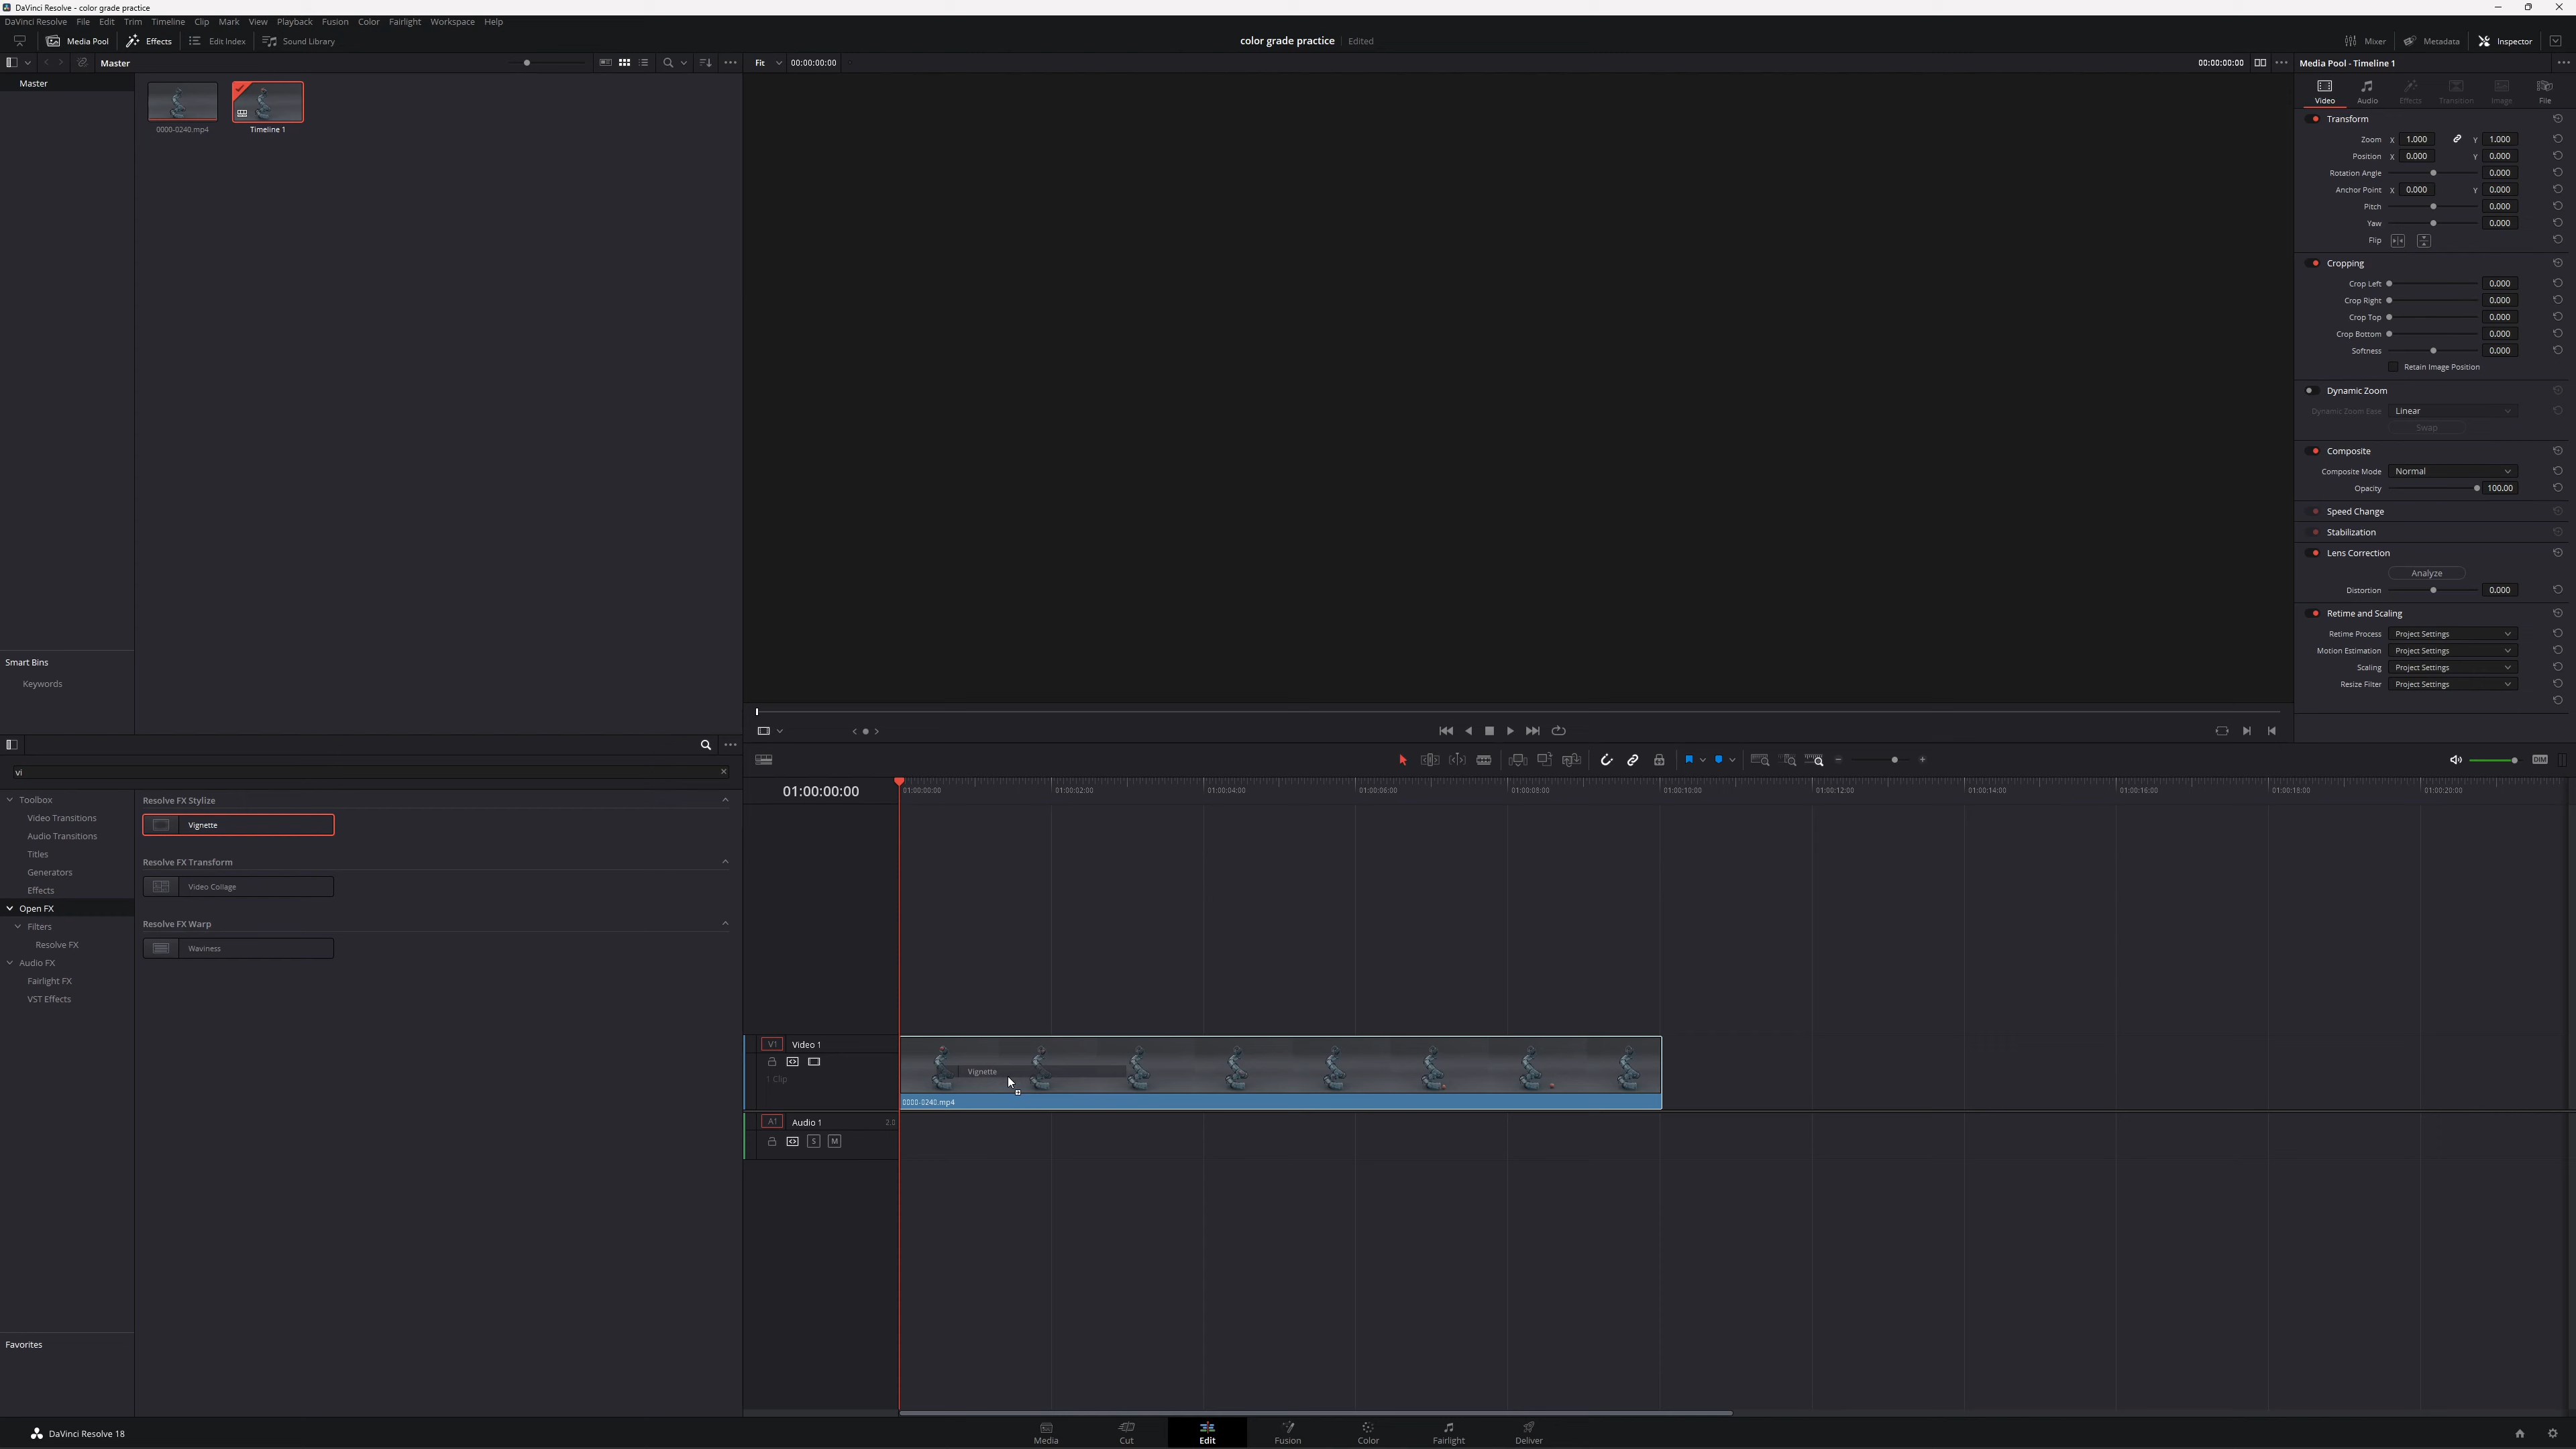 DaVinci Resolve - color grade practice
DaVinci Resolve File Edit Trim Timeline Clip Mark View Playback Fusion Color Fairlight Workspace Help
Media Pool Effects Edit Index Sound Library color grade practice Edited Mixer Metadata Inspector
Master Fit 00:00:00:00 00:00:00:00 Media Pool - Timeline 1
Master
0000-0240.mp4 Timeline 1
Video Audio Effects Transition Image File
Transform
Zoom X 1.000 Y 1.000
Position X 0.000 Y 0.000
Rotation Angle 0.000
Anchor Point X 0.000 Y 0.000
Pitch 0.000
Yaw 0.000
Flip
Cropping
Crop Left 0.000
Crop Right 0.000
Crop Top 0.000
Crop Bottom 0.000
Softness 0.000
Retain Image Position
Dynamic Zoom
Dynamic Zoom Ease Linear
Swap
Composite
Composite Mode Normal
Opacity 100.00
Speed Change
Stabilization
Lens Correction
Analyze
Distortion 0.000
Retime and Scaling
Retime Process Project Settings
Motion Estimation Project Settings
Scaling Project Settings
Resize Filter Project Settings
Smart Bins
Keywords
vi
Toolbox
Video Transitions
Audio Transitions
Titles
Generators
Effects
Open FX
Filters
Resolve FX
Audio FX
Fairlight FX
VST Effects
Favorites
Resolve FX Stylize
Vignette
Resolve FX Transform
Video Collage
Resolve FX Warp
Waviness
DIM
01:00:00:00 01:00:00:00 01:00:02:00 01:00:04:00 01:00:06:00 01:00:08:00 01:00:10:00 01:00:12:00 01:00:14:00 01:00:16:00 01:00:18:00 01:00:20:00
V1 Video 1
1 Clip
Vignette
0000-0240.mp4
A1 Audio 1 2.0
S M
DaVinci Resolve 18 Media Cut Edit Fusion Color Fairlight Deliver